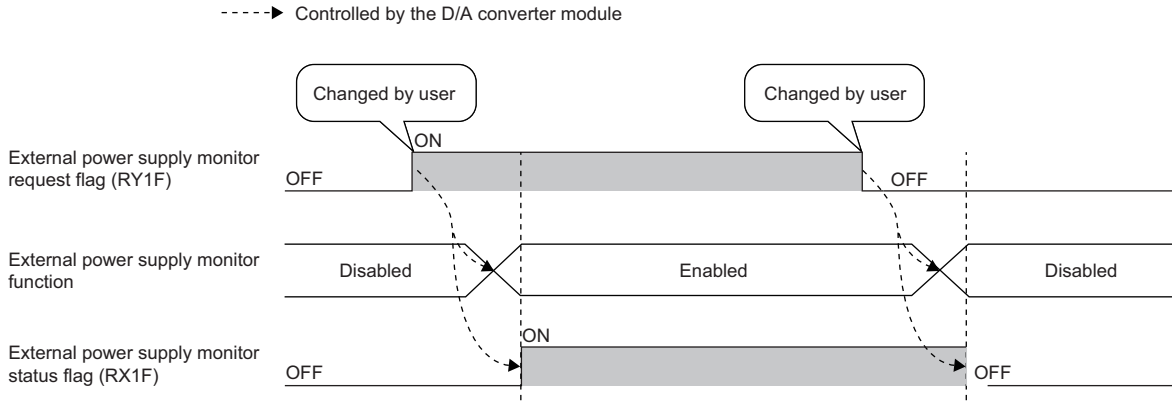 Controlled by the D/A converter module
Changed by user
Changed by user
ON
External power supply monitor
request flag (RY1F)
OFF
OFF
External power supply monitor
function
Disabled
Enabled
Disabled
ON
External power supply monitor
status flag (RX1F)
OFF
OFF